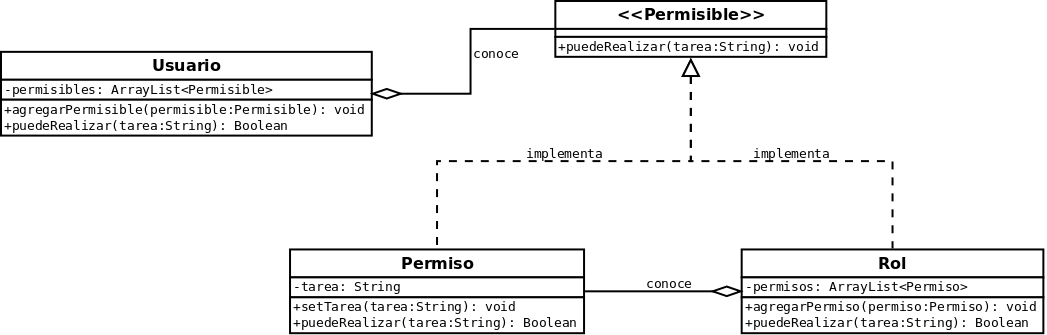 <<Permisible>>
+puedeRealizar(tarea:String): void
conoce
Usuario
-permisibles: ArrayList<Permisible>
+agregarPermisible(permisible:Permisible): void
+puedeRealizar(tarea:String): Boolean
implementa
implementa
Permiso
-tarea: String
+setTarea(tarea:String): void
+puedeRealizar(tarea:String): Boolean
conoce
Rol
-permisos: ArrayList<Permiso>
+agregarPermiso(permiso:Permiso): void
+puedeRealizar(tarea:String): Boolean